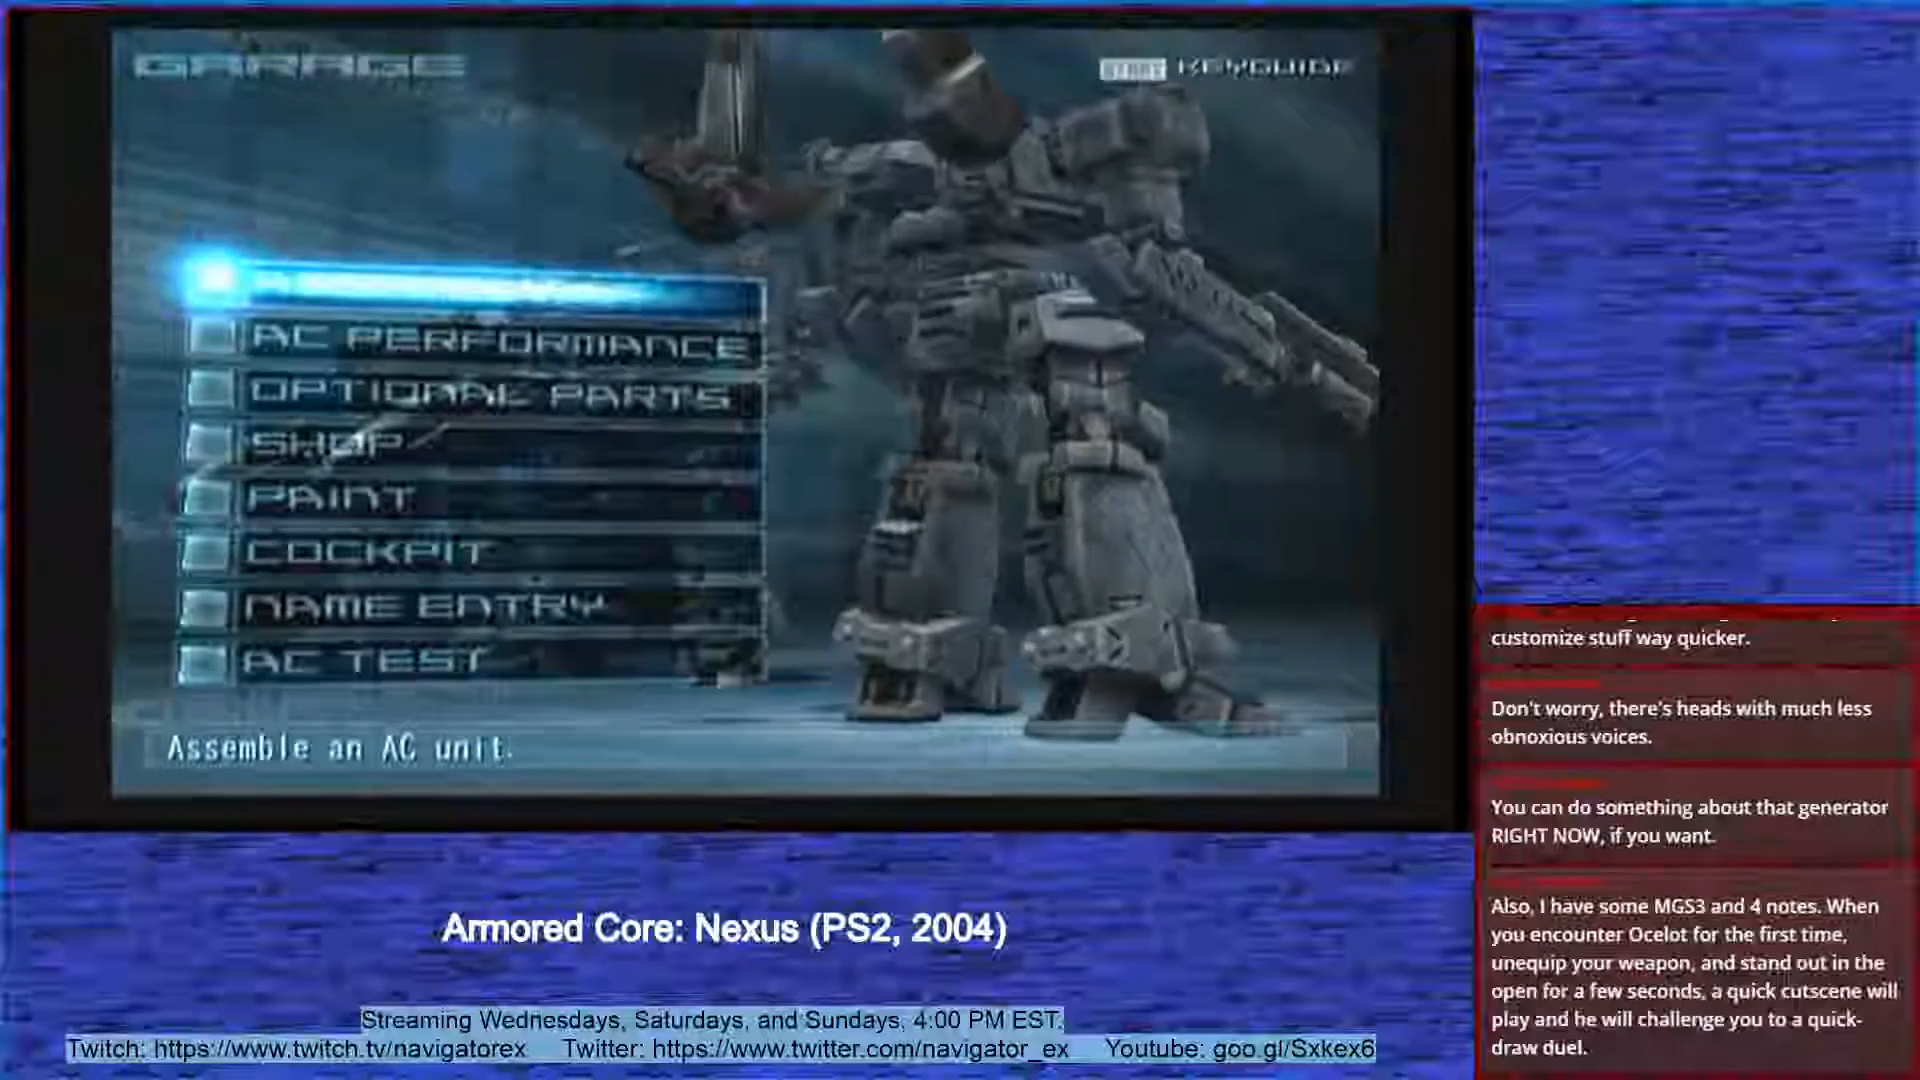 GARAGE
START KEYGUIDE
AC PERFORMANCE
OPTIONAL PARTS
SHOP
PAINT
COCKPIT
NAME ENTRY
AC TEST
Assemble an AC unit.
customize stuff way quicker.
Don't worry, there's heads with much less
obnoxious voices.
You can do something about that generator
RIGHT NOW, if you want.
Also, I have some MGS3 and 4 notes. When
you encounter Ocelot for the first time,
unequip your weapon, and stand out in the
open for a few seconds, a quick cutscene will
play and he will challenge you to a quick-
draw duel.
Armored Core: Nexus (PS2, 2004)
Streaming Wednesdays, Saturdays, and Sundays, 4:00 PM EST.
Twitch: https://www.twitch.tv/navigatorex Twitter: https://www.twitter.com/navigator_ex Youtube: goo.gl/Sxkex6